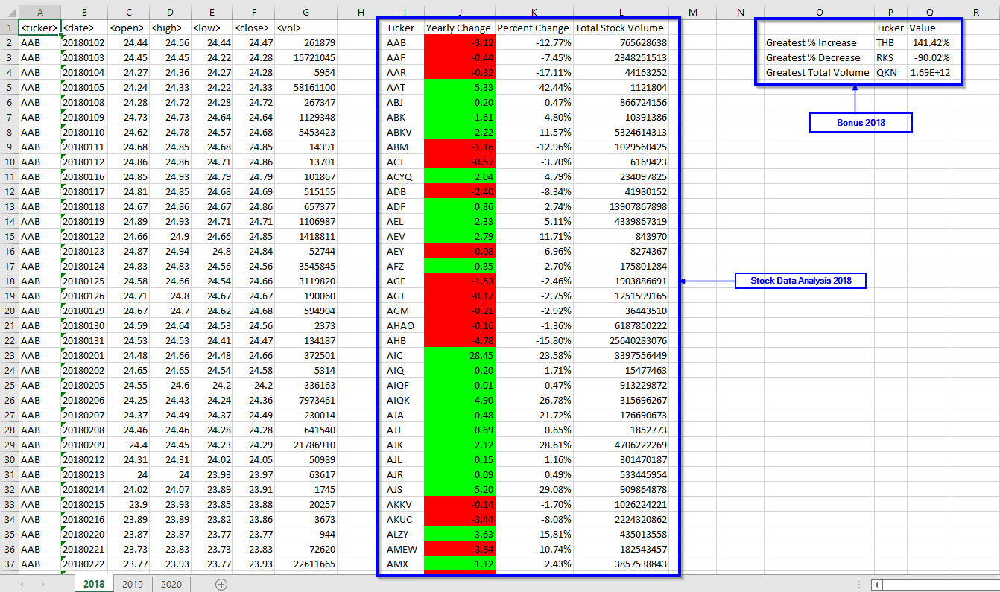 A B C D E F G H I J K L M N O P Q R
1 <ticker> <date> <open> <high> <low> <close> <vol> Ticker Yearly Change Percent Change Total Stock Volume Ticker Value
2 AAB 20180102 24.44 24.56 24.44 24.47 261879 AAB -3.12 -12.77% 765628638 Greatest % Increase THB 141.42%
3 AAB 20180103 24.45 24.45 24.22 24.28 15721045 AAF -0.44 -7.45% 2348251513 Greatest % Decrease RKS -90.02%
4 AAB 20180104 24.27 24.36 24.27 24.28 5954 AAR -0.32 -17.11% 44163252 Greatest Total Volume QKN 1.69E+12
5 AAB 20180105 24.24 24.33 24.22 24.33 58161100 AAT 5.33 42.44% 1121804
6 AAB 20180108 24.28 24.72 24.28 24.72 267347 ABJ 0.20 0.47% 866724156
7 AAB 20180109 24.73 24.73 24.64 24.64 1129348 ABK 1.61 4.80% 10391386
Bonus 2018
8 AAB 20180110 24.62 24.78 24.57 24.68 5453423 ABKV 2.22 11.57% 5324614313
9 AAB 20180111 24.68 24.85 24.68 24.85 14391 ABM -1.16 -12.96% 1029560425
10 AAB 20180112 24.86 24.86 24.71 24.86 13701 ACJ -0.57 -3.70% 6169423
11 AAB 20180116 24.85 24.93 24.79 24.79 101867 ACYQ 2.04 4.79% 234097825
12 AAB 20180117 24.81 24.85 24.68 24.69 515155 ADB -2.40 -8.34% 41980152
13 AAB 20180118 24.67 24.86 24.67 24.86 657377 ADF 0.36 2.74% 13907867898
14 AAB 20180119 24.89 24.93 24.71 24.71 1106987 AEL 2.33 5.11% 4339867319
15 AAB 20180122 24.66 24.9 24.66 24.85 1418811 AEV 2.79 11.71% 843970
16 AAB 20180123 24.87 24.94 24.8 24.84 52744 AEY -0.08 -6.96% 8274367
17 AAB 20180124 24.83 24.83 24.56 24.56 3545845 AFZ 0.35 2.70% 175801284
18 AAB 20180125 24.58 24.66 24.54 24.66 3119820 AGF -1.53 -2.46% 1903886691 Stock Data Analysis 2018
19 AAB 20180126 24.71 24.8 24.67 24.67 190060 AGJ -0.17 -2.75% 1251599165
20 AAB 20180129 24.67 24.7 24.62 24.68 594904 AGM -0.21 -2.92% 36443510
21 AAB 20180130 24.59 24.64 24.53 24.56 2373 AHAO -0.16 -1.36% 6187850222
22 AAB 20180131 24.53 24.53 24.41 24.47 134187 AHB -4.78 -15.80% 25640283076
23 AAB 20180201 24.48 24.66 24.48 24.66 372501 AIC 28.45 23.58% 3397556449
24 AAB 20180202 24.65 24.65 24.54 24.58 5314 AIQ 0.20 1.71% 15477463
25 AAB 20180205 24.55 24.6 24.2 24.2 336163 AIQF 0.01 0.47% 913229872
26 AAB 20180206 24.25 24.43 24.24 24.36 7973461 AIQK 4.90 26.78% 315696267
27 AAB 20180207 24.37 24.49 24.37 24.49 230014 AJA 0.48 21.72% 176690673
28 AAB 20180208 24.46 24.46 24.28 24.28 641540 AJJ 0.69 0.65% 1852773
29 AAB 20180209 24.4 24.45 24.23 24.29 21786910 AJK 2.12 28.61% 4706222269
30 AAB 20180212 24.31 24.31 24.02 24.05 50989 AJL 0.15 1.16% 301470187
31 AAB 20180213 24 24 23.93 23.97 63617 AJR 0.09 0.49% 533445954
32 AAB 20180214 24.02 24.07 23.89 23.91 1745 AJS 5.20 29.08% 909864878
33 AAB 20180215 23.9 23.93 23.85 23.88 20257 AKKV -0.14 -1.70% 1026224221
34 AAB 20180216 23.89 23.89 23.82 23.86 3673 AKUC -3.44 -8.08% 2224320862
35 AAB 20180220 23.87 23.87 23.77 23.77 944 ALZY 3.63 15.81% 435013558
36 AAB 20180221 23.73 23.83 23.73 23.83 72620 AMEW -3.84 -10.74% 182543457
37 AAB 20180222 23.77 23.93 23.77 23.93 22611665 AMX 1.12 2.43% 3857538843
2018 2019 2020